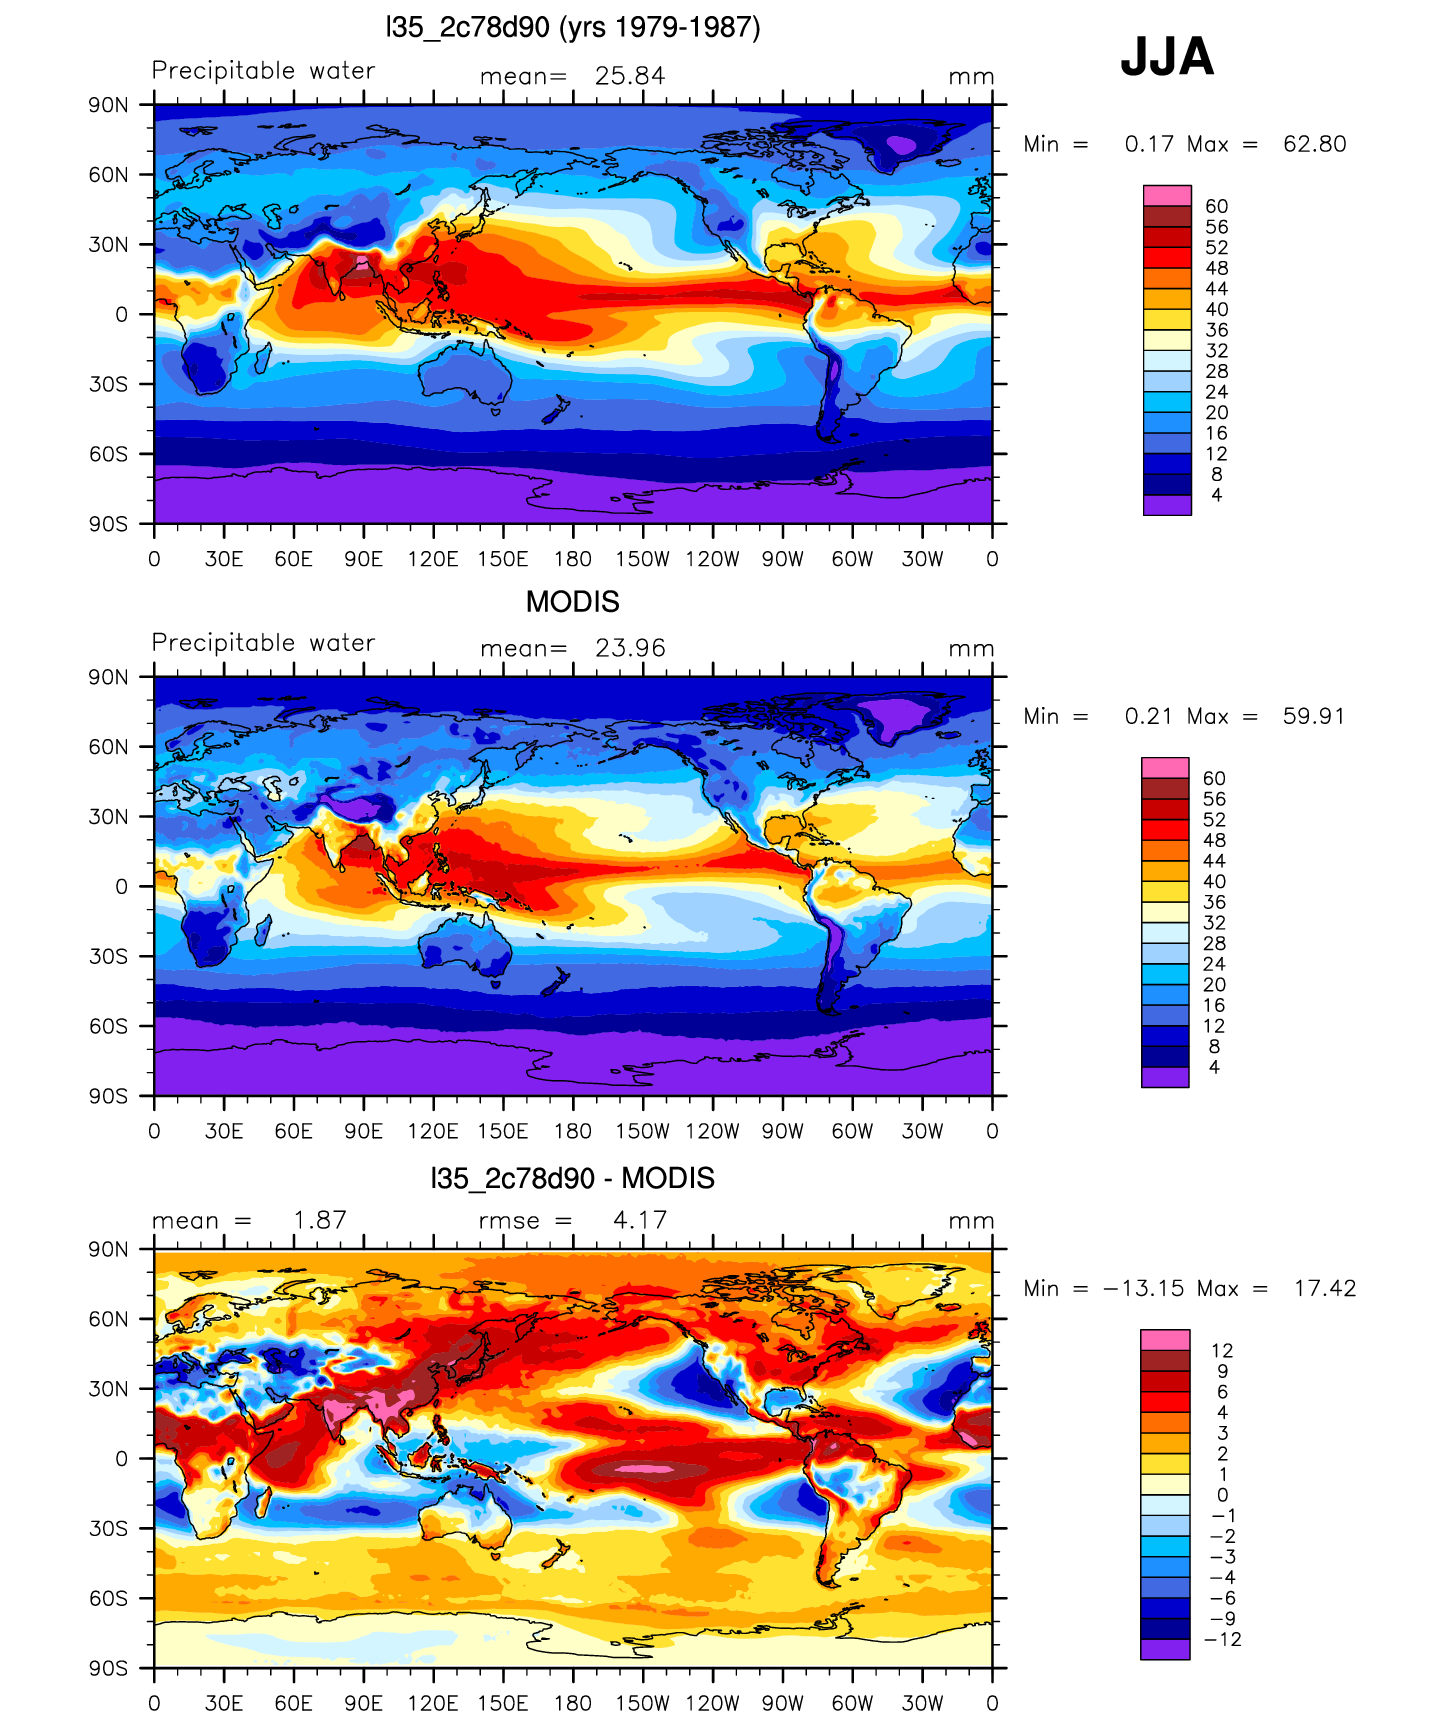 l35_2c78d90 (yrs 1979-1987)
JJA
Precipitable water mean= 25.84 mm
Min = 0.17 Max = 62.80
90N
60N
30N
0
30S
60S
90S
0 30E 60E 90E 120E 150E 180 150W 120W 90W 60W 30W 0
60
56
52
48
44
40
36
32
28
24
20
16
12
8
4
MODIS
Precipitable water mean= 23.96 mm
Min = 0.21 Max = 59.91
90N
60N
30N
0
30S
60S
90S
0 30E 60E 90E 120E 150E 180 150W 120W 90W 60W 30W 0
60
56
52
48
44
40
36
32
28
24
20
16
12
8
4
l35_2c78d90 - MODIS
mean = 1.87 rmse = 4.17 mm
Min = −13.15 Max = 17.42
90N
60N
30N
0
30S
60S
90S
0 30E 60E 90E 120E 150E 180 150W 120W 90W 60W 30W 0
12
9
6
4
3
2
1
0
−1
−2
−3
−4
−6
−9
−12